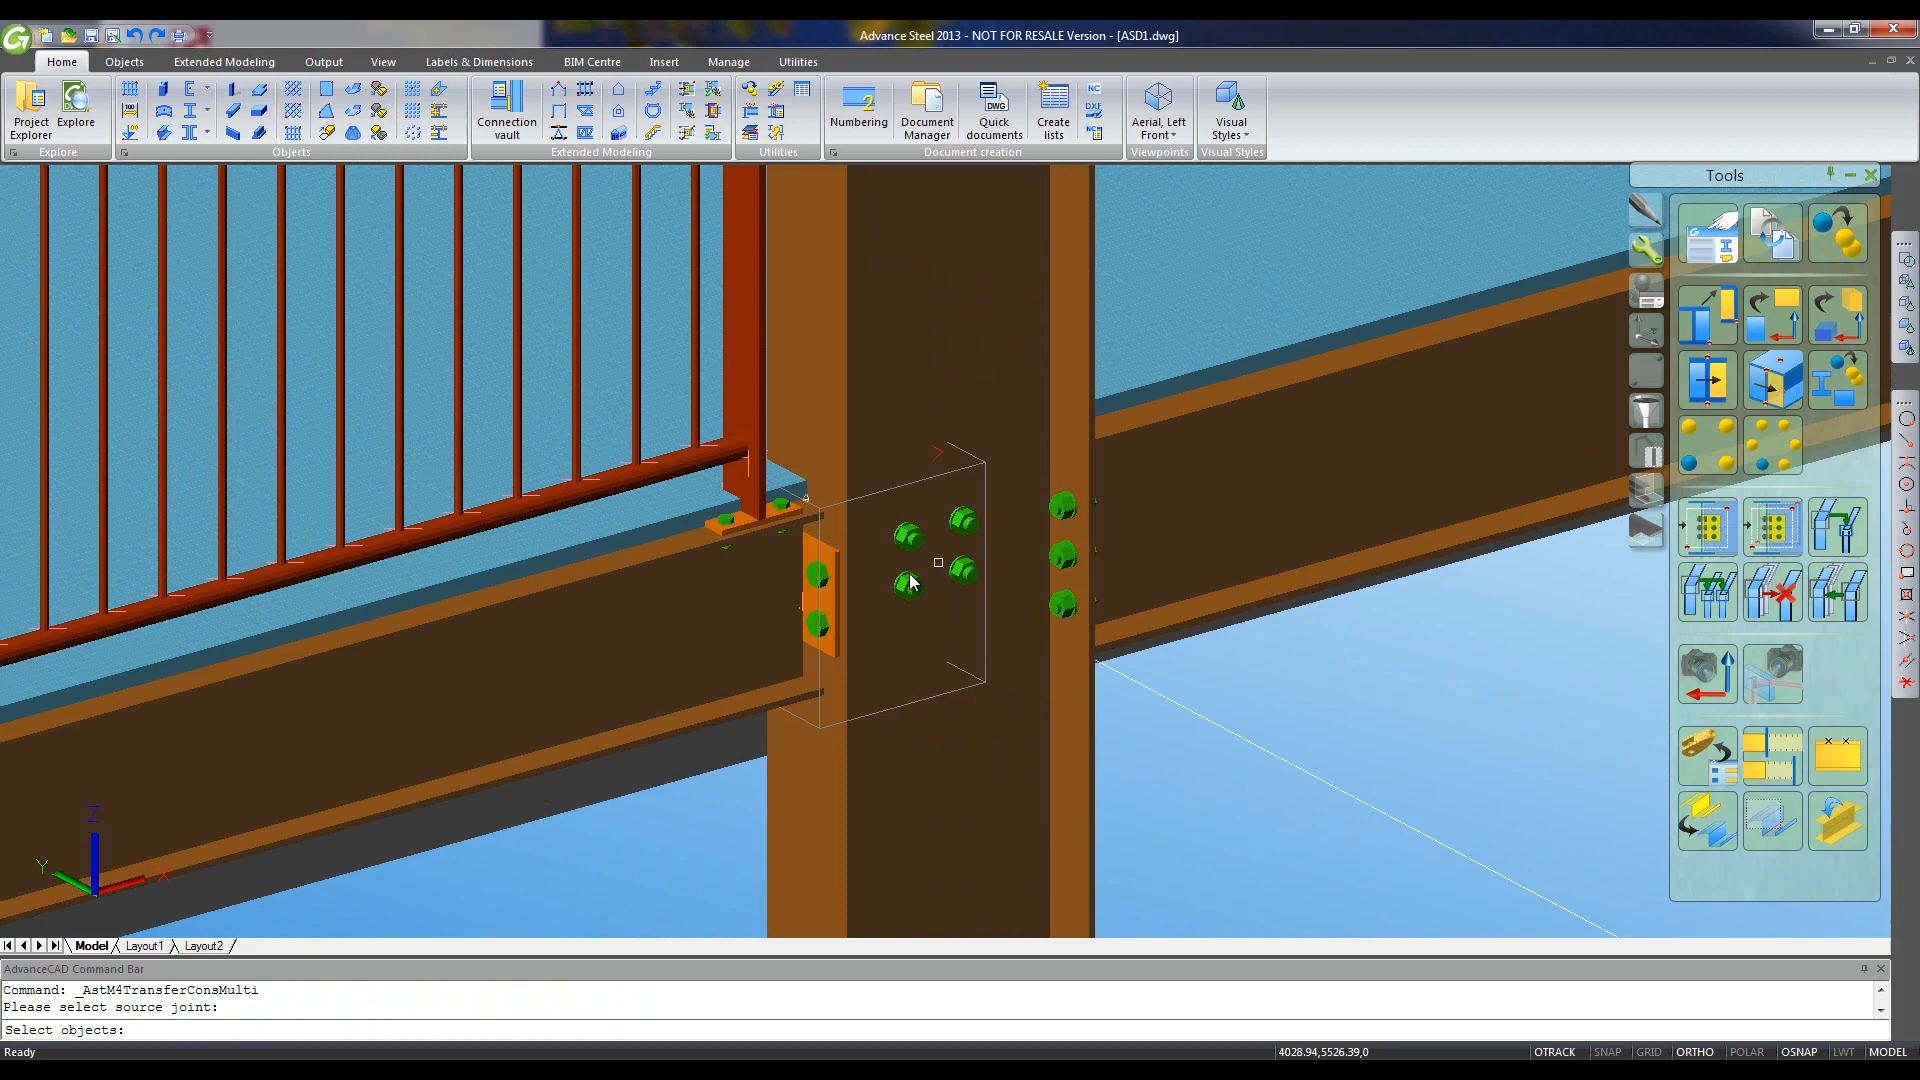 Advance Steel 2013 - NOT FOR RESALE Version - [ASD1.dwg]
Home Objects Extended Modeling Output View Labels & Dimensions BIM Centre Insert Manage Utilities
Project Explorer
Explore
Connection vault
Numbering
Document Manager
DWG
Quick documents
Create lists
NC
DXF
Aerial, Left Front
Visual Styles
Explore Objects Extended Modeling Utilities Document creation Viewpoints Visual Styles
Tools
Z
Y
X
Model Layout1 Layout2
AdvanceCAD Command Bar
Command: _AstM4TransferConsMulti
Please select source joint:
Select objects:
Ready
4028.94,5526.39,0
OTRACK SNAP GRID ORTHO POLAR OSNAP LWT MODEL